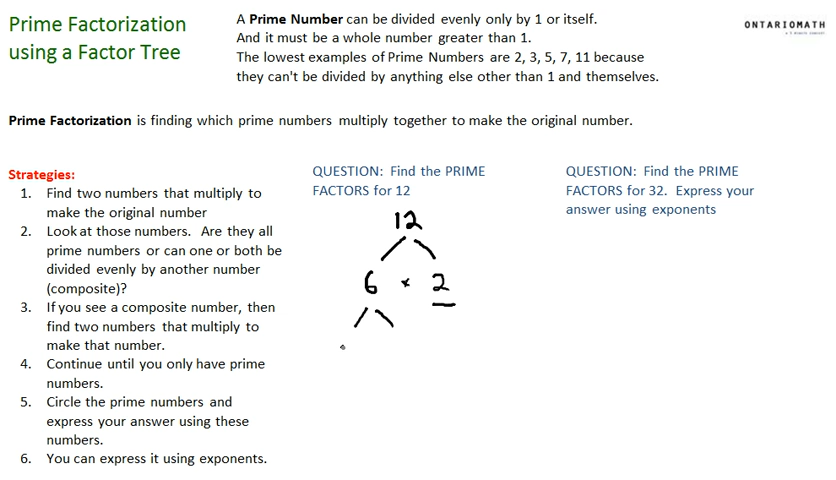 Prime Factorization
using a Factor Tree
A Prime Number can be divided evenly only by 1 or itself.
And it must be a whole number greater than 1.
The lowest examples of Prime Numbers are 2, 3, 5, 7, 11 because
they can't be divided by anything else other than 1 and themselves.
ONTARIOMATH
Prime Factorization is finding which prime numbers multiply together to make the original number.
Strategies:
1. Find two numbers that multiply to
make the original number
2. Look at those numbers. Are they all
prime numbers or can one or both be
divided evenly by another number
(composite)?
3. If you see a composite number, then
find two numbers that multiply to
make that number.
4. Continue until you only have prime
numbers.
5. Circle the prime numbers and
express your answer using these
numbers.
6. You can express it using exponents.
QUESTION: Find the PRIME
FACTORS for 12
12
6 × 2
QUESTION: Find the PRIME
FACTORS for 32. Express your
answer using exponents